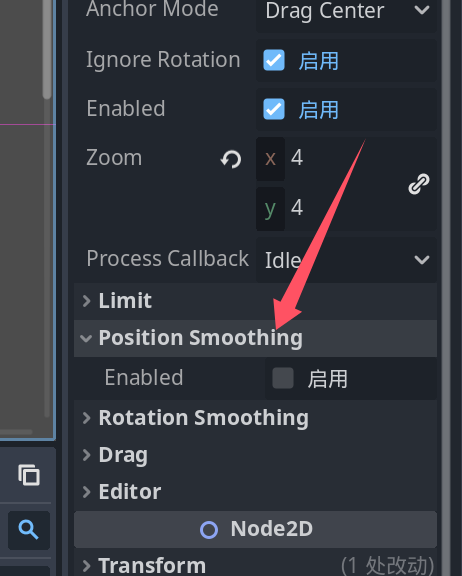 Anchor Mode Drag Center
Ignore Rotation 启用
Enabled 启用
Zoom x 4
y 4
Process Callback Idle
Limit
Position Smoothing
Enabled 启用
Rotation Smoothing
Drag
Editor
Node2D
Transform (1 处改动)